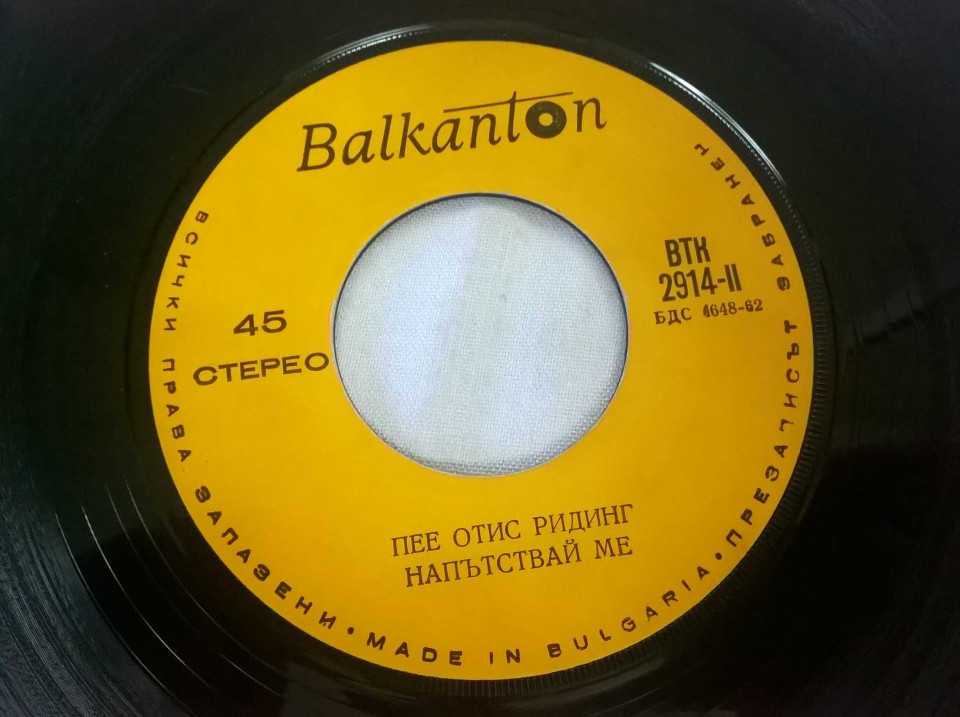 Balkanton
ВТК
2914-II
БДС 4648-62
45
СТЕРЕО
ПЕЕ ОТИС РИДИНГ
НАПЪТСТВАЙ МЕ
ВСИЧКИ ПРАВА ЗАПАЗЕНИ • MADE IN BULGARIA • ПРЕЗАПИСЪТ ЗАБРАНЕН